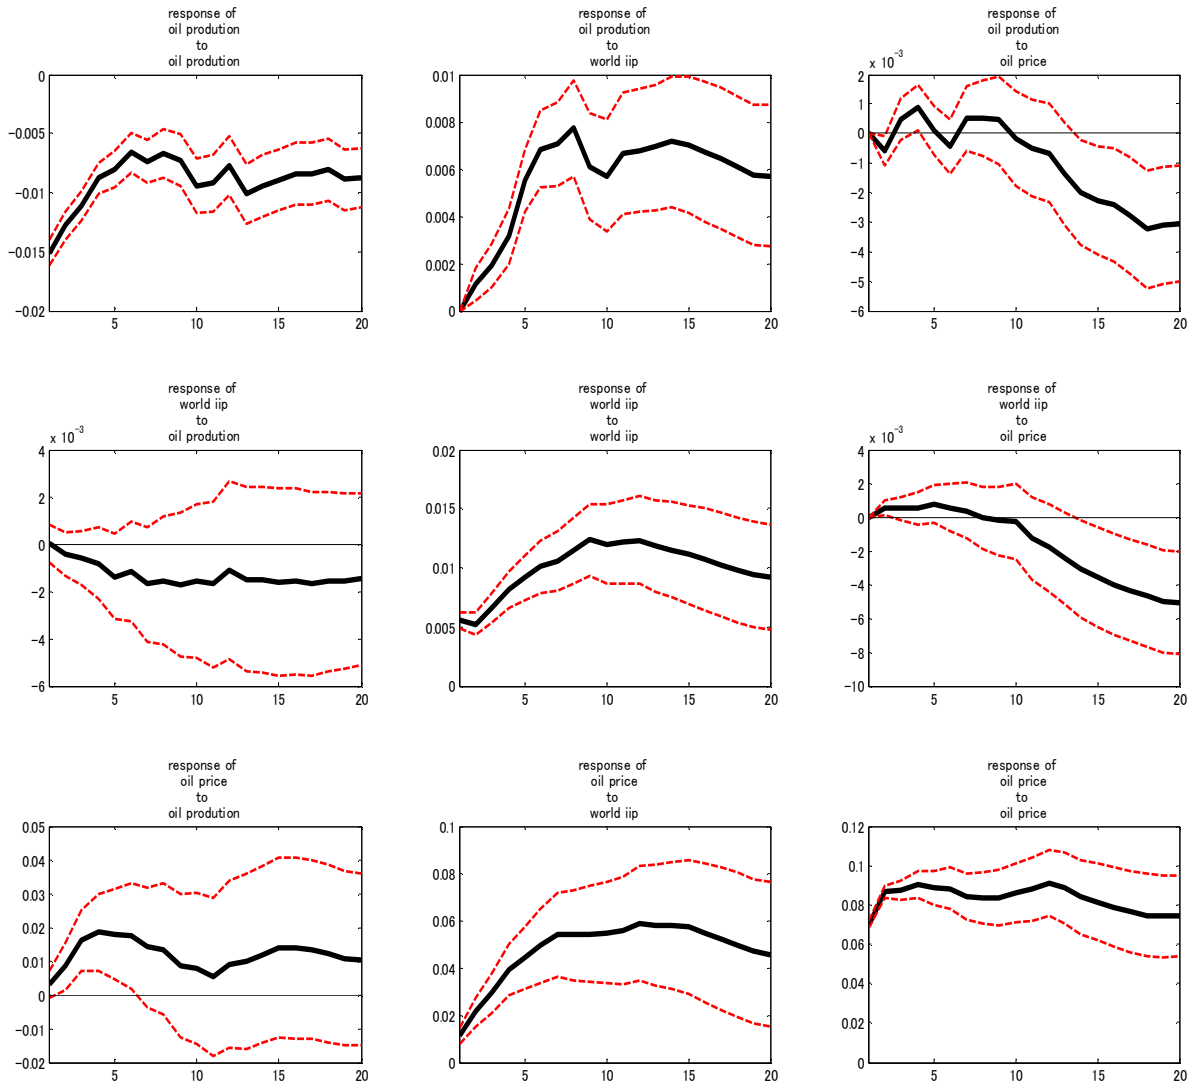 response of
oil prodution
to
oil prodution
0
−0.005
−0.01
−0.015
−0.02
5
10
15
20
response of
oil prodution
to
world iip
0.01
0.008
0.006
0.004
0.002
0
5
10
15
20
response of
oil prodution
to
oil price
x 10⁻³
2
1
0
−1
−2
−3
−4
−5
−6
5
10
15
20
response of
world iip
to
oil prodution
x 10⁻³
4
2
0
−2
−4
−6
5
10
15
20
response of
world iip
to
world iip
0.02
0.015
0.01
0.005
0
5
10
15
20
response of
world iip
to
oil price
x 10⁻³
4
2
0
−2
−4
−6
−8
−10
5
10
15
20
response of
oil price
to
oil prodution
0.05
0.04
0.03
0.02
0.01
0
−0.01
−0.02
5
10
15
20
response of
oil price
to
world iip
0.1
0.08
0.06
0.04
0.02
0
5
10
15
20
response of
oil price
to
oil price
0.12
0.1
0.08
0.06
0.04
0.02
0
5
10
15
20